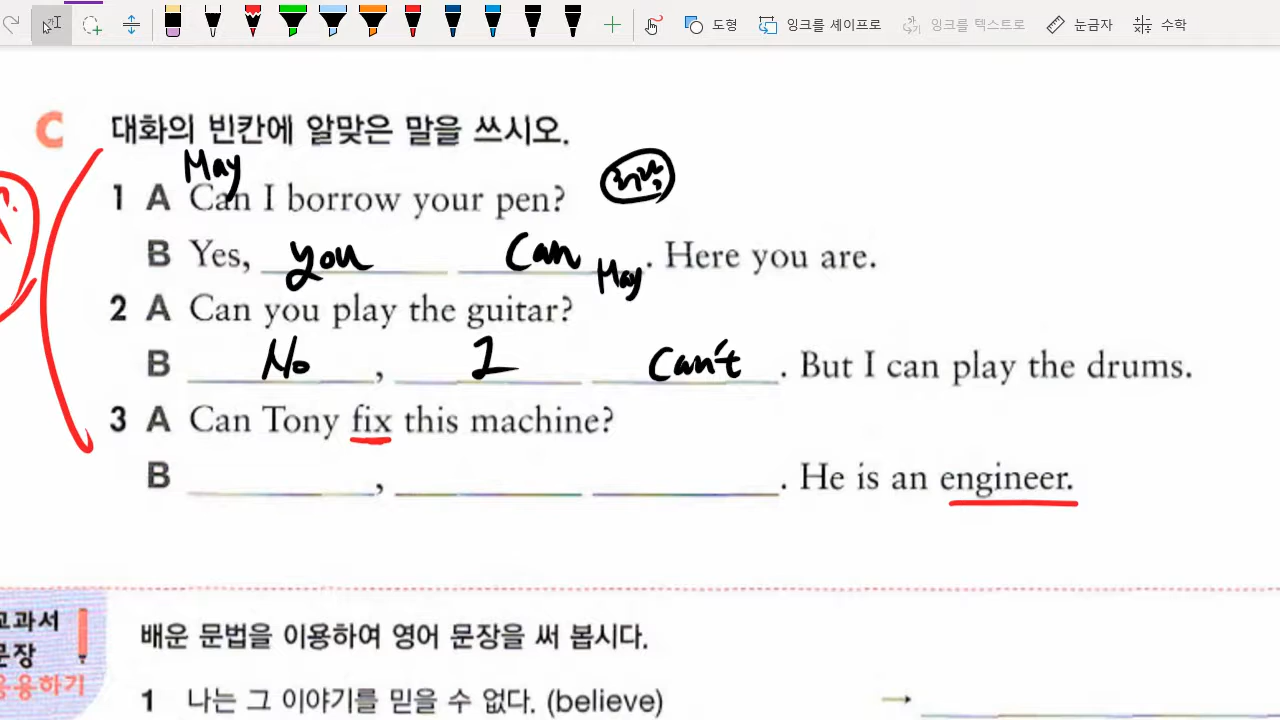 도형 잉크를 셰이프로 잉크를 텍스트로 눈금자 수학
C 대화의 빈칸에 알맞은 말을 쓰시오.
May
1 A Can I borrow your pen?
B Yes, you Can. Here you are.
May
2 A Can you play the guitar?
B No, I Can't. But I can play the drums.
3 A Can Tony fix this machine?
B , . He is an engineer.
교과서
문장
응용하기
배운 문법을 이용하여 영어 문장을 써 봅시다.
1 나는 그 이야기를 믿을 수 없다. (believe) →